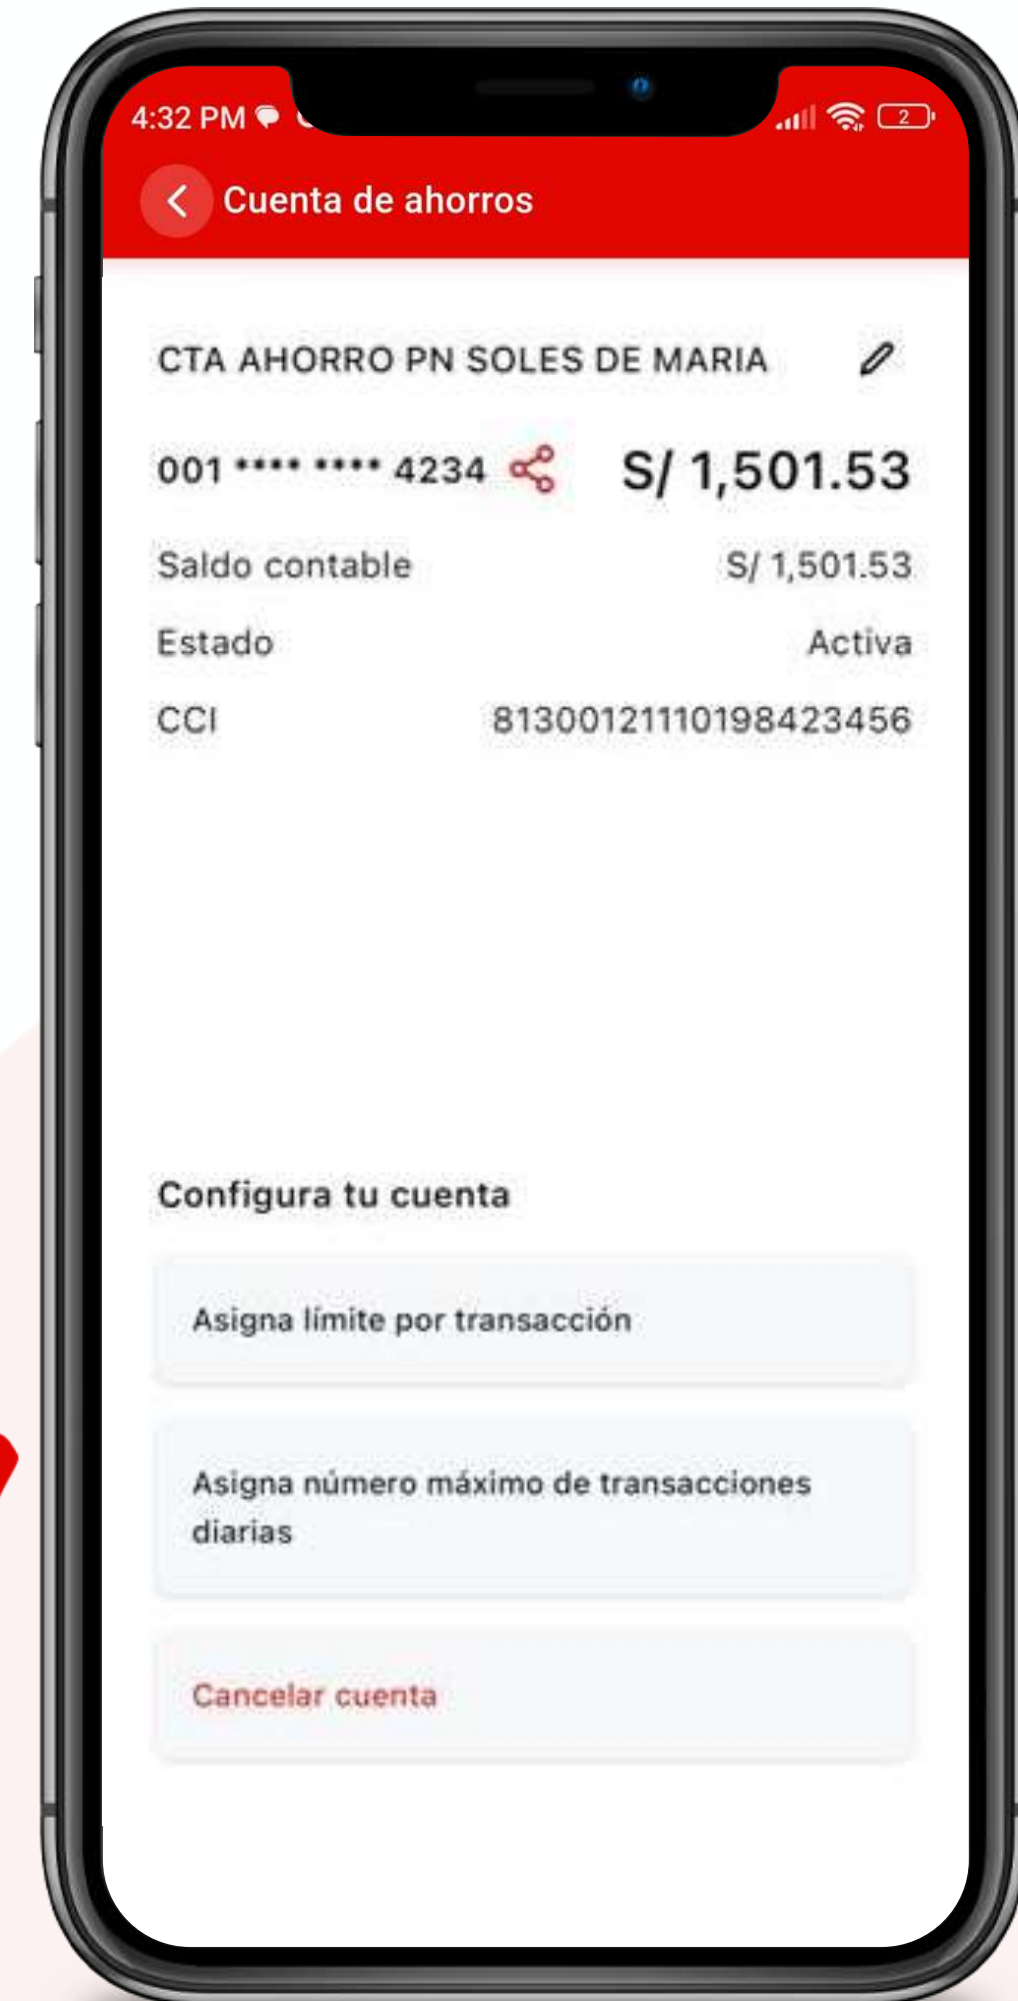 4:32 PM
2
Cuenta de ahorros
CTA AHORRO PN SOLES DE MARIA
001 **** **** 4234 S/ 1,501.53
Saldo contable S/ 1,501.53
Estado Activa
CCI 81300121110198423456
Configura tu cuenta
Asigna límite por transacción
Asigna número máximo de transacciones
diarias
Cancelar cuenta